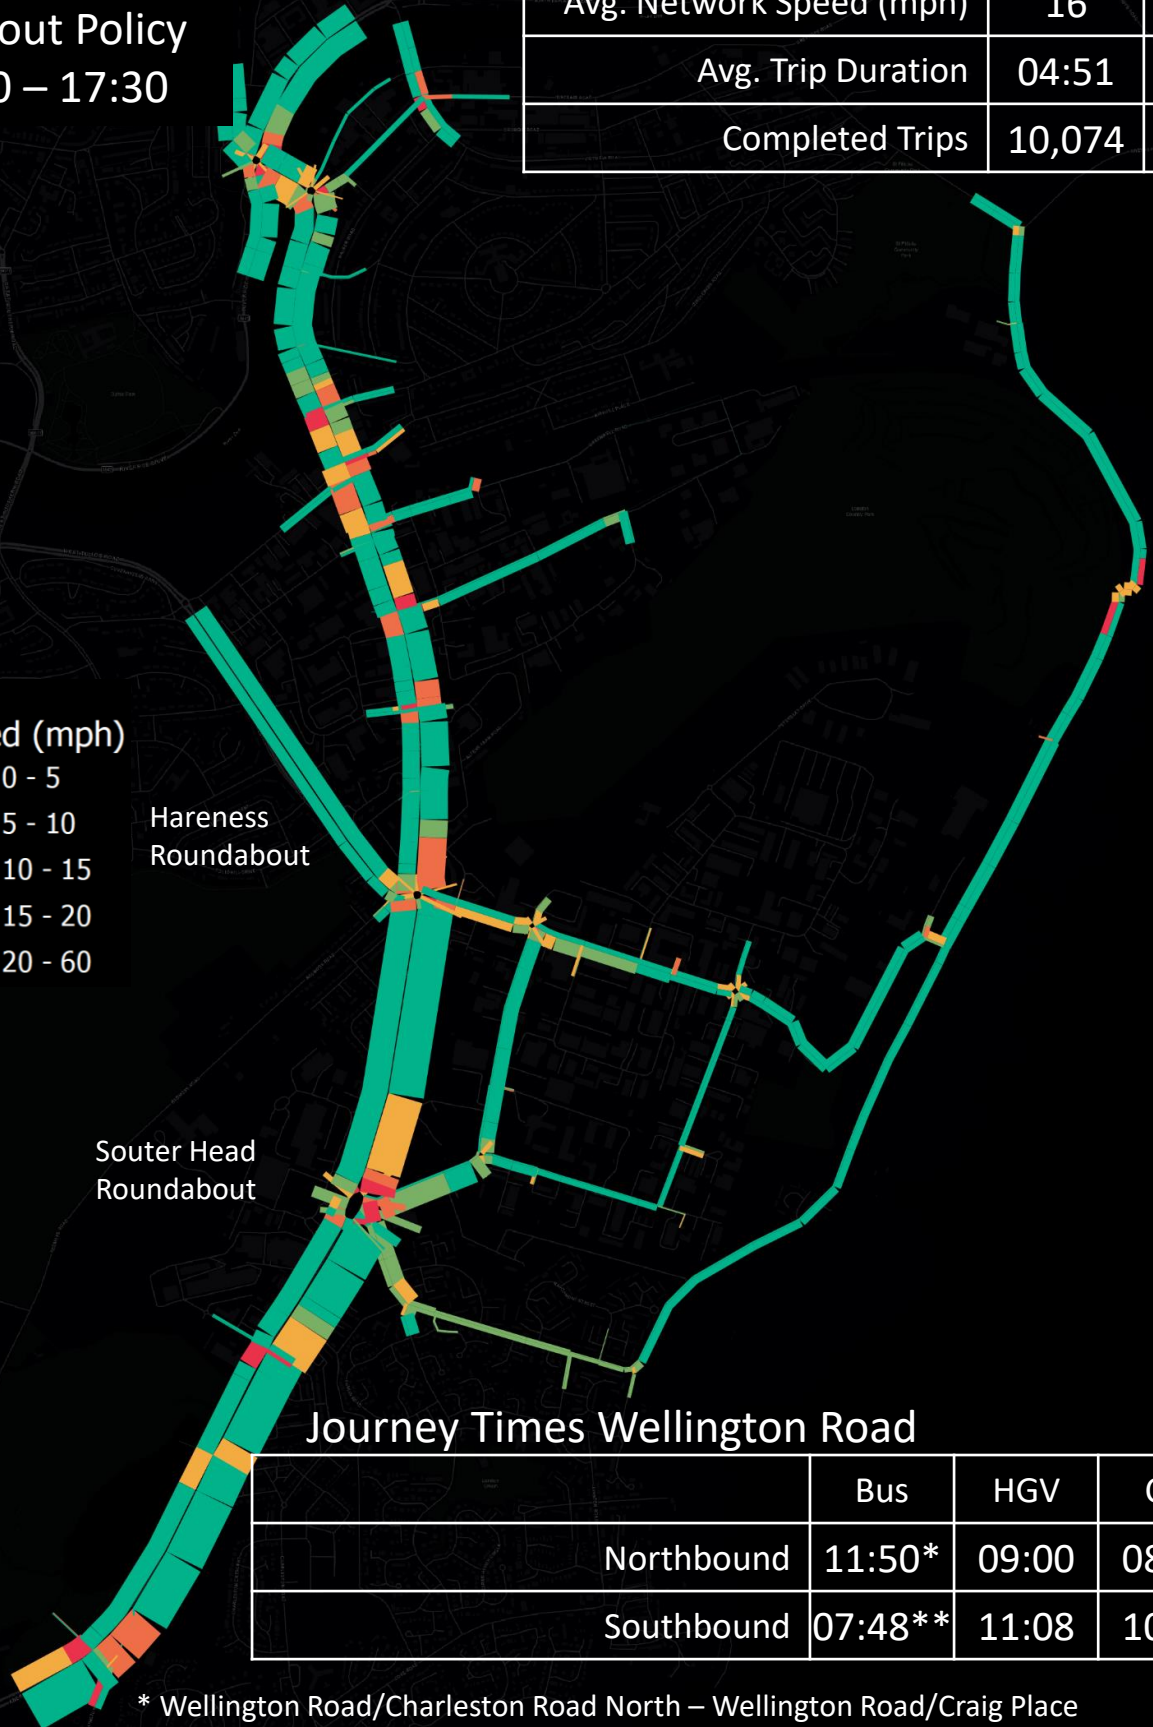 out Policy
0 – 17:30
Avg. Network Speed (mph) 16
Avg. Trip Duration 04:51
Completed Trips 10,074
ed (mph)
0 - 5
5 - 10
10 - 15
15 - 20
20 - 60
Hareness
Roundabout
Souter Head
Roundabout
Journey Times Wellington Road
Bus HGV
Northbound 11:50* 09:00 08
Southbound 07:48** 11:08 10
* Wellington Road/Charleston Road North – Wellington Road/Craig Place